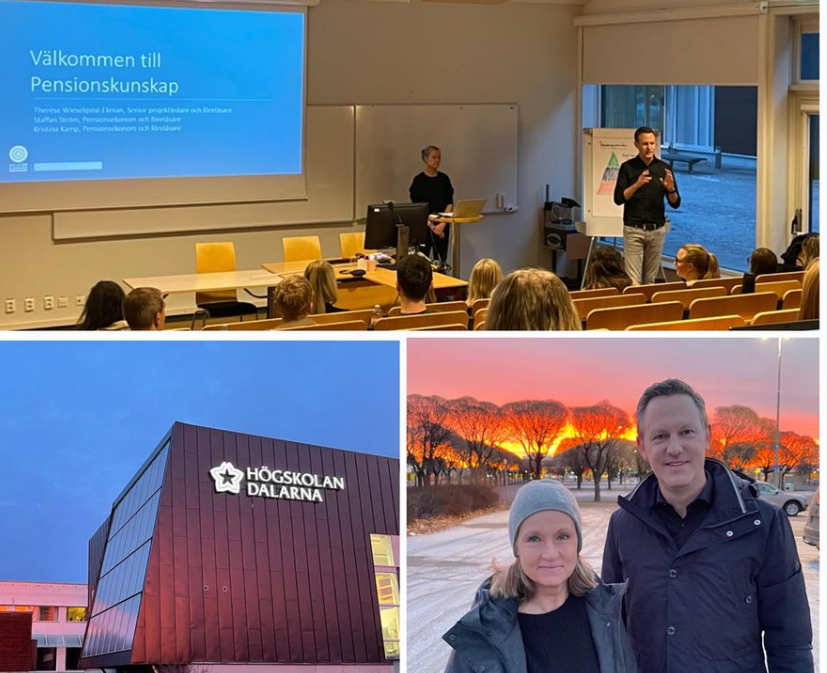 Välkommen till
Pensionskunskap
Therese Wieselqvist-Ekman, Senior projektledare och föreläsare
Staffan Ström, Pensionsekonom och föreläsare
Kristina Kamp, Pensionsekonom och föreläsare
HÖGSKOLAN
DALARNA